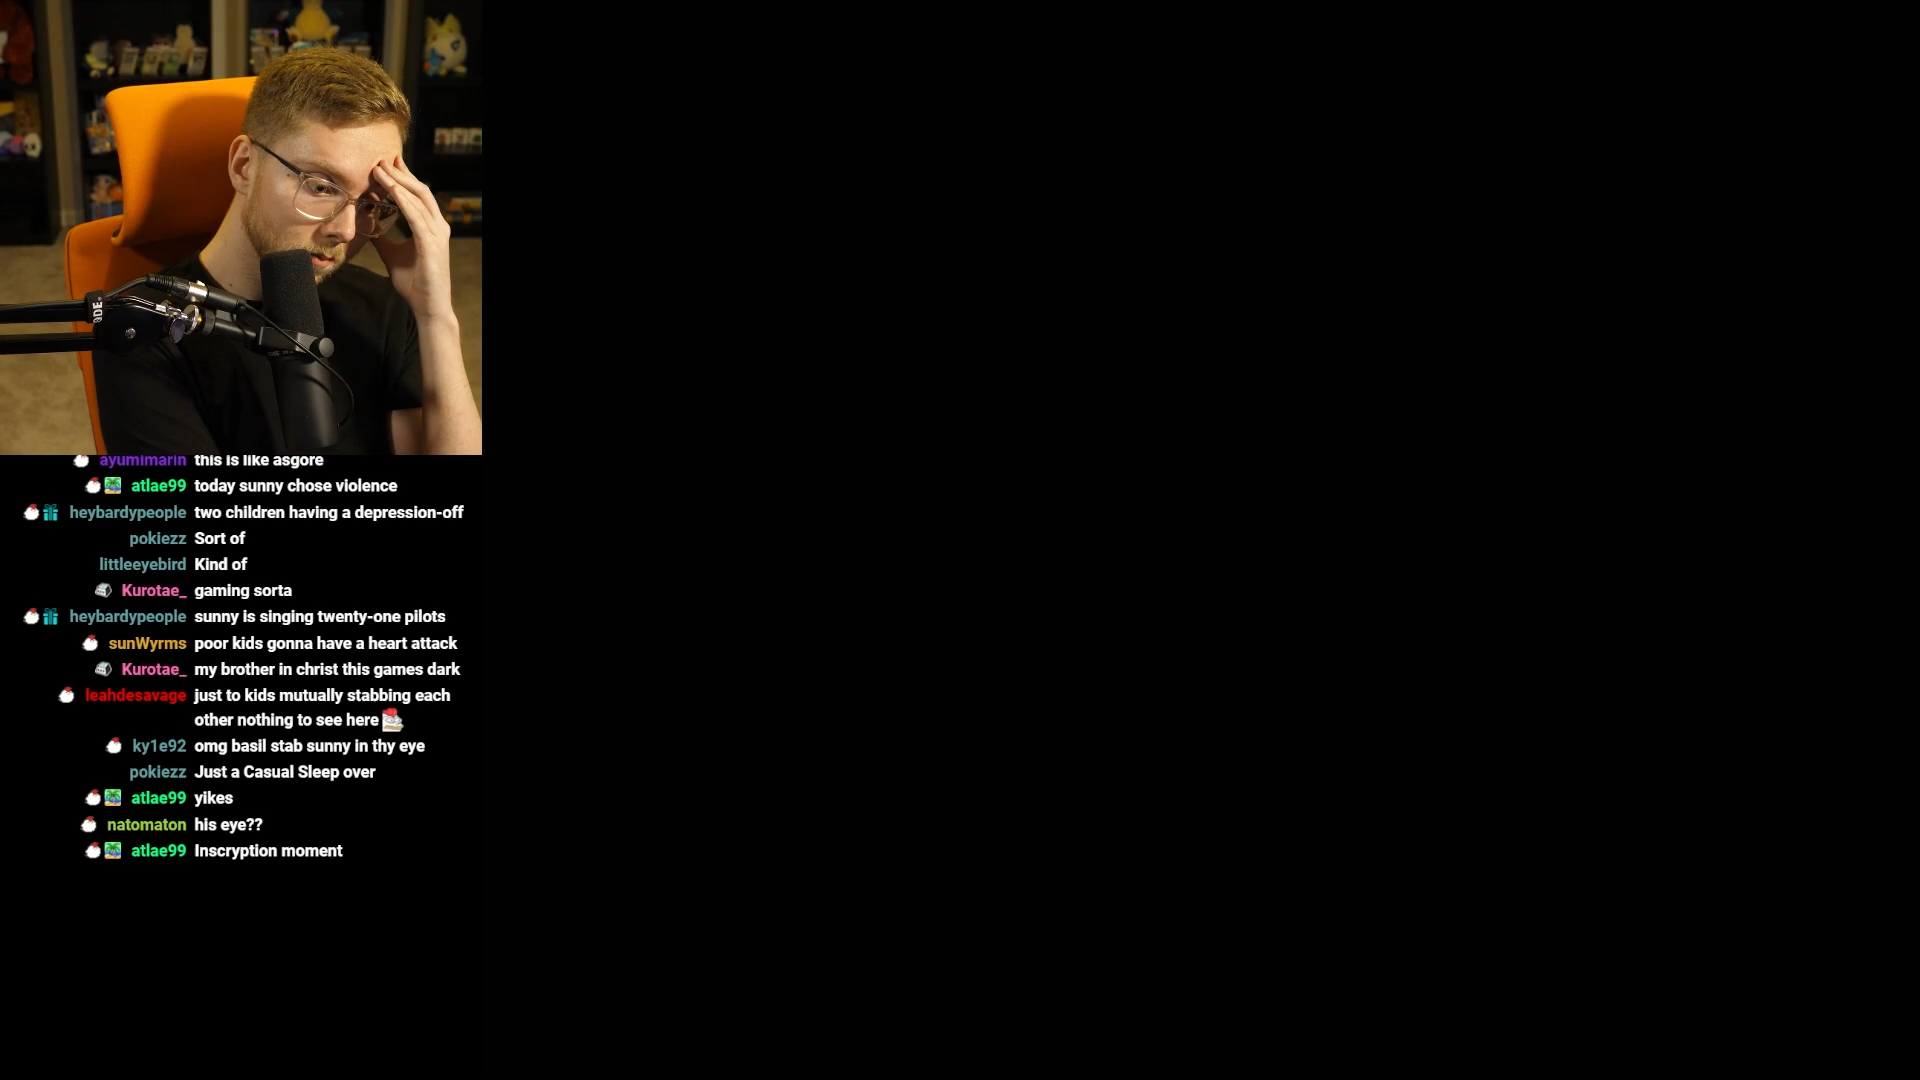 ayumimarin this is like asgore
atlae99 today sunny chose violence
heybardypeople two children having a depression-off
pokiezz Sort of
littleeyebird Kind of
Kurotae_ gaming sorta
heybardypeople sunny is singing twenty-one pilots
sunWyrms poor kids gonna have a heart attack
Kurotae_ my brother in christ this games dark
leahdesavage just to kids mutually stabbing each
other nothing to see here
ky1e92 omg basil stab sunny in thy eye
pokiezz Just a Casual Sleep over
atlae99 yikes
natomaton his eye??
atlae99 Inscryption moment